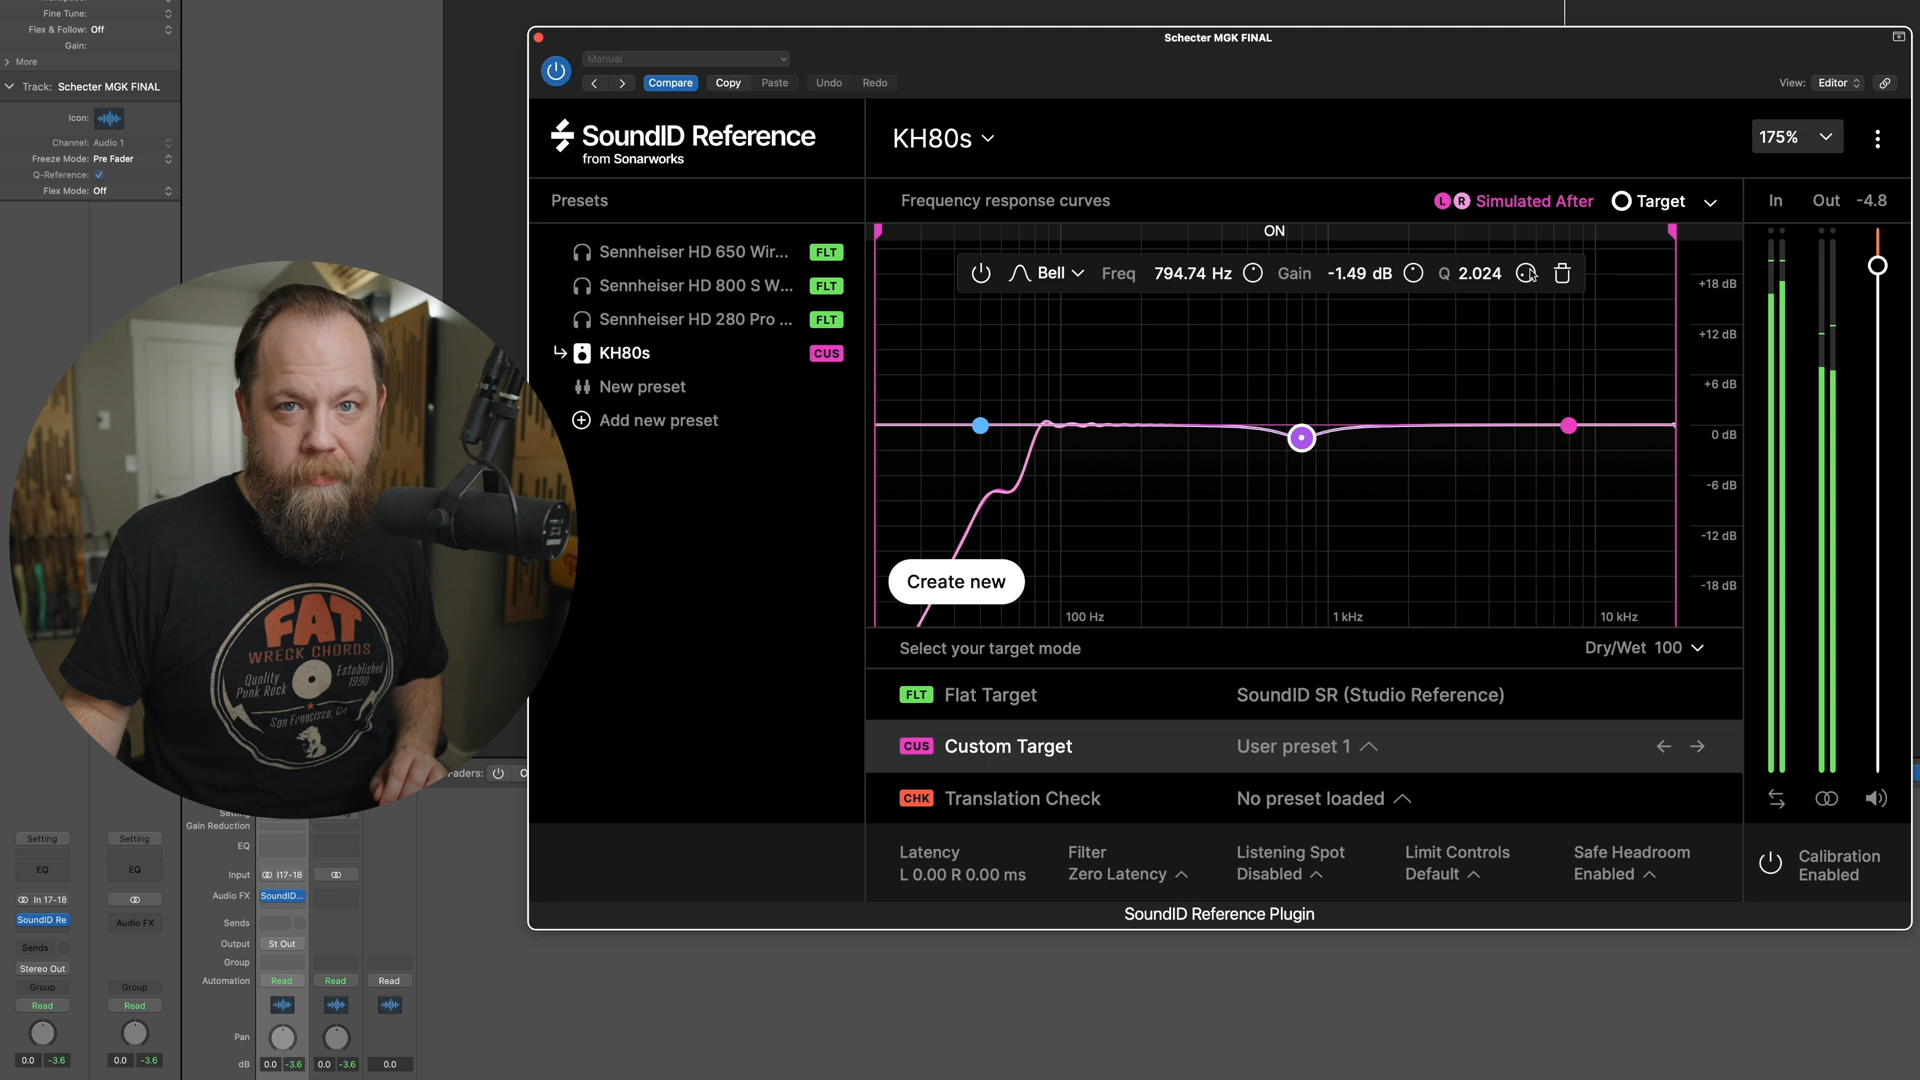 Fine Tune:
Flex & Follow: Off
Gain:
More
Track: Schecter MGK FINAL
Icon:
Channel: Audio 1
Freeze Mode: Pre Fader
Q-Reference:
Flex Mode: Off
Schecter MGK FINAL
Manual
Compare Copy Paste Undo Redo
View: Editor
SoundID Reference
from Sonarworks
KH80s
175%
Presets
Frequency response curves
L R Simulated After Target
In Out -4.8
Sennheiser HD 650 Wir... FLT
Sennheiser HD 800 S W... FLT
Sennheiser HD 280 Pro ... FLT
KH80s CUS
New preset
Add new preset
ON
Bell Freq 794.74 Hz Gain -1.49 dB Q 2.024
+18 dB
+12 dB
+6 dB
0 dB
-6 dB
-12 dB
-18 dB
Create new
100 Hz 1 kHz 10 kHz
Select your target mode
Dry/Wet 100
FLT Flat Target SoundID SR (Studio Reference)
CUS Custom Target User preset 1
CHK Translation Check No preset loaded
Latency
L 0.00 R 0.00 ms
Filter
Zero Latency
Listening Spot
Disabled
Limit Controls
Default
Safe Headroom
Enabled
Calibration
Enabled
SoundID Reference Plugin
FAT
WRECK CHORDS
Quality
Punk Rock
Established
1990
San Francisco, Ca
Faders:
Setting Setting
EQ EQ
In 17-18
SoundID Re Audio FX
Sends
Stereo Out
Group Group
Read Read
0.0 -3.6 0.0 -3.6
Gain Reduction
EQ
Input I17-18
Audio FX SoundID...
Sends
Output St Out
Group
Automation Read Read Read
Pan
dB 0.0 -3.6 0.0 -3.6 0.0